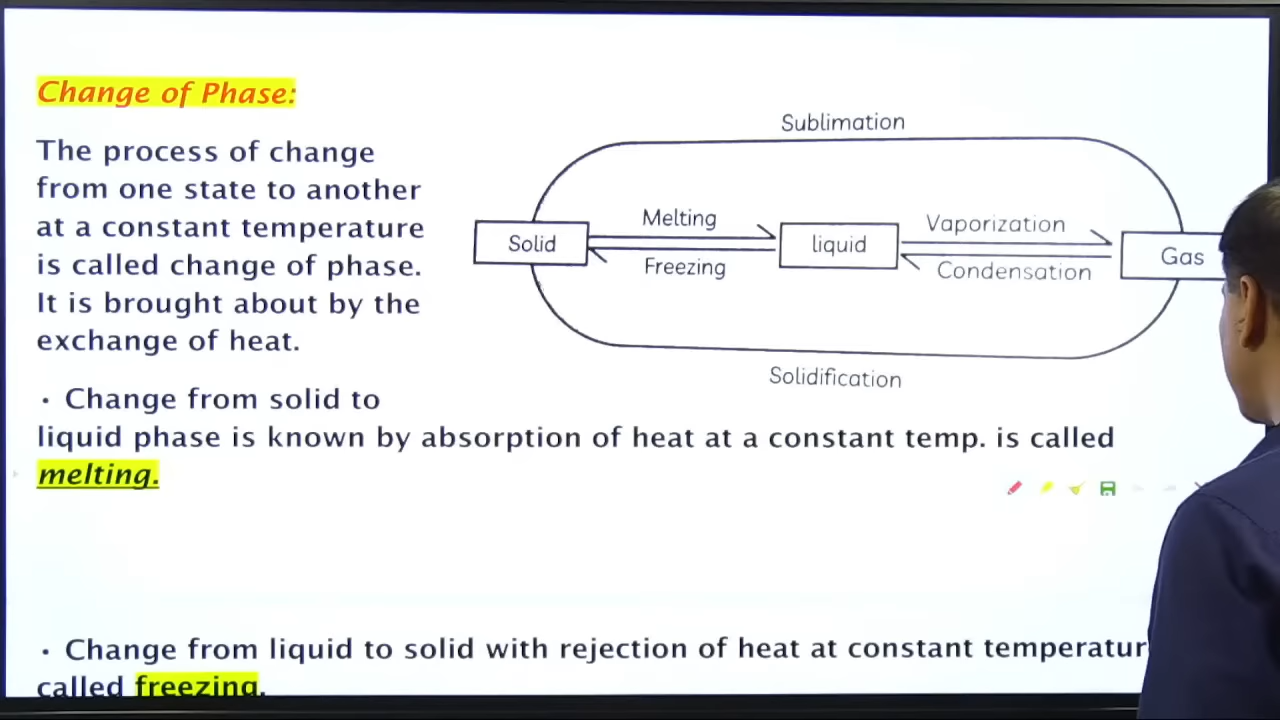 Change of Phase:
The process of change
from one state to another
at a constant temperature
is called change of phase.
It is brought about by the
exchange of heat.
• Change from solid to
liquid phase is known by absorption of heat at a constant temp. is called
melting.
• Change from liquid to solid with rejection of heat at constant temperatur
called freezing.
Sublimation
Solid
Melting
Freezing
liquid
Vaporization
Condensation
Gas
Solidification